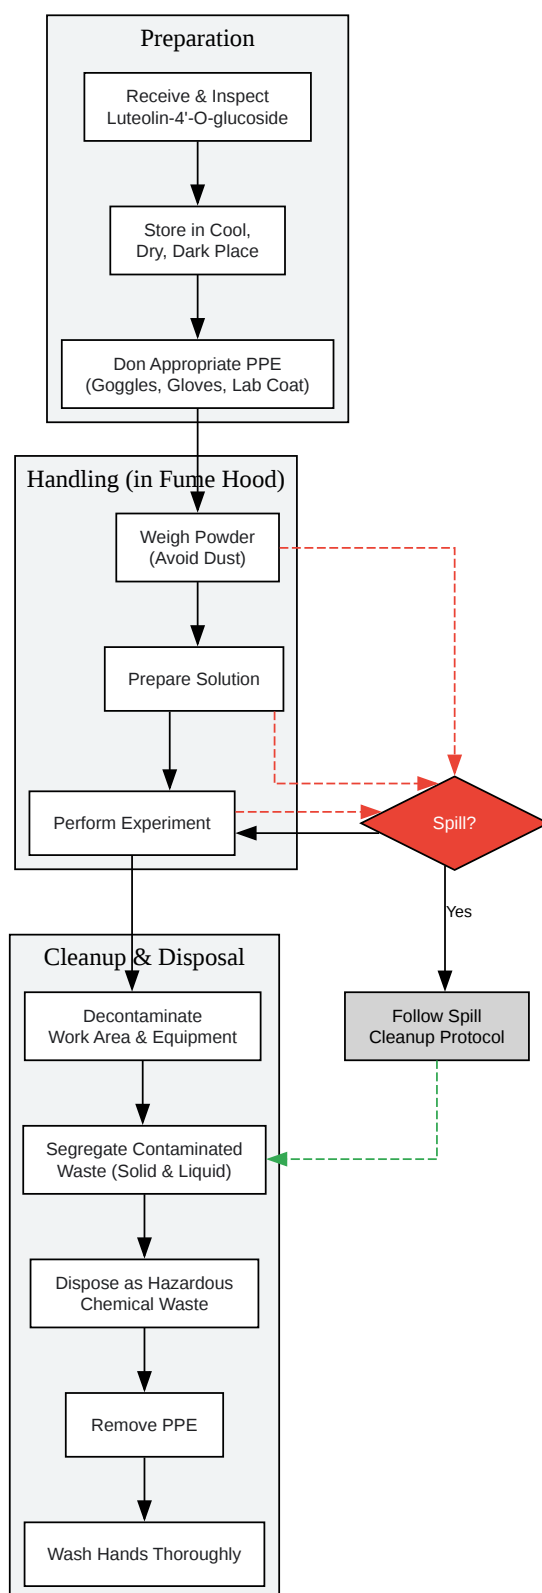 Preparation
Receive & Inspect
Luteolin-4'-O-glucoside
Store in Cool,
Dry, Dark Place
Don Appropriate PPE
(Goggles, Gloves, Lab Coat)
Handling (in Fume Hood)
Weigh Powder
(Avoid Dust)
Prepare Solution
Perform Experiment
Spill?
Yes
Cleanup & Disposal
Decontaminate
Work Area & Equipment
Follow Spill
Cleanup Protocol
Segregate Contaminated
Waste (Solid & Liquid)
Dispose as Hazardous
Chemical Waste
Remove PPE
Wash Hands Thoroughly